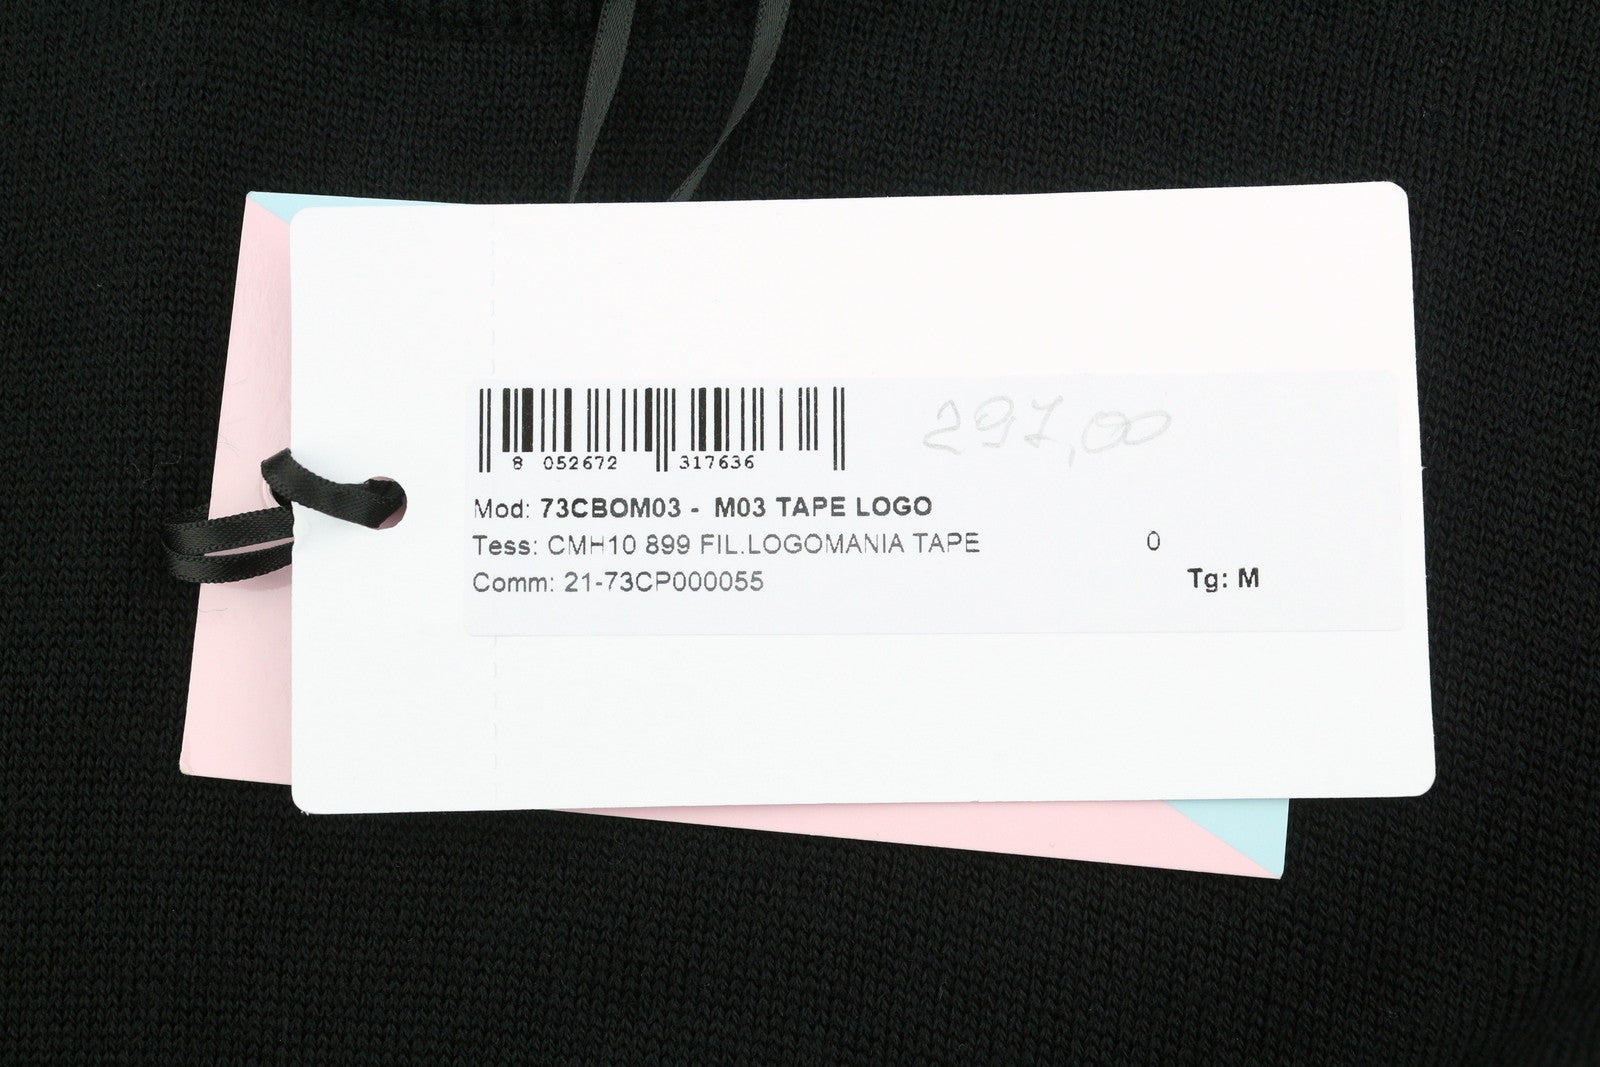 297,00
8 052672 317636
Mod: 73CBOM03 - M03 TAPE LOGO
Tess: CMH10 899 FIL.LOGOMANIA TAPE 0
Comm: 21-73CP000055 Tg: M